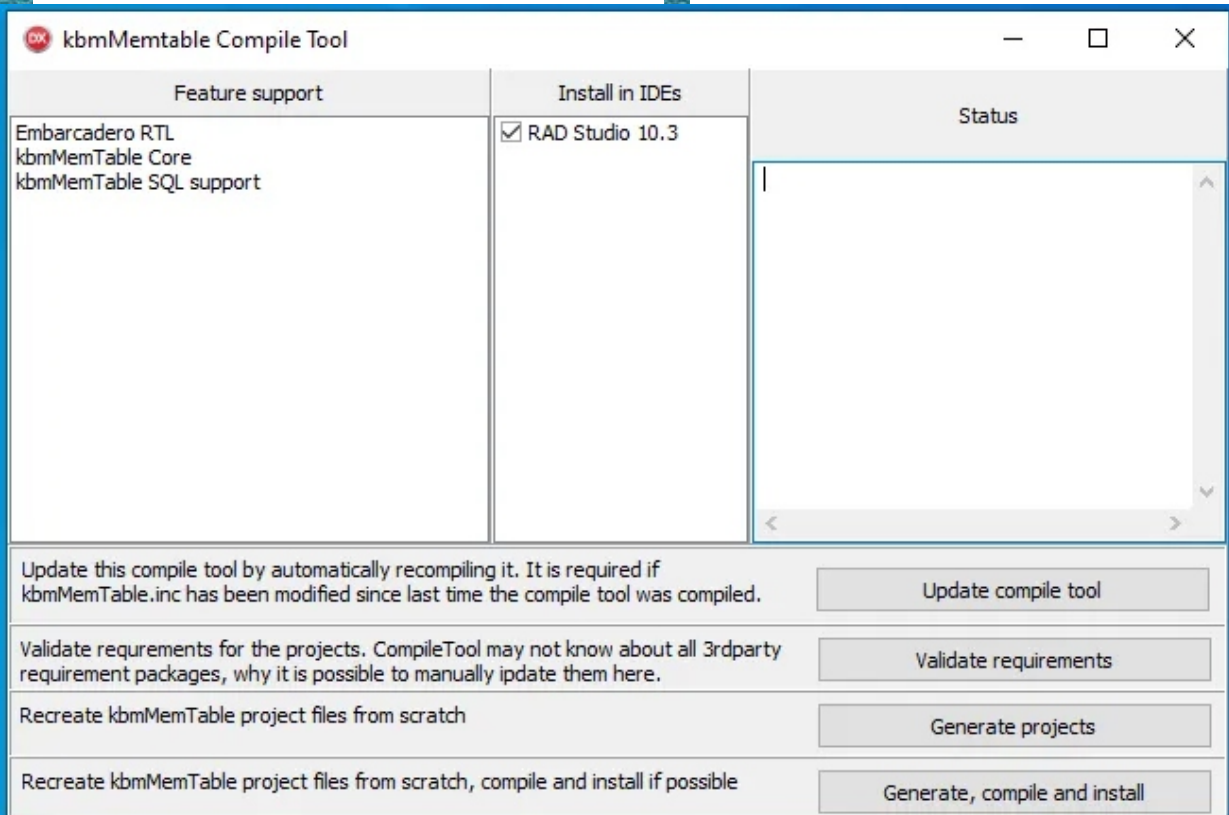 DX kbmMemtable Compile Tool
Feature support
Install in IDEs
Status
Embarcadero RTL
kbmMemTable Core
kbmMemTable SQL support
RAD Studio 10.3
Update this compile tool by automatically recompiling it. It is required if
kbmMemTable.inc has been modified since last time the compile tool was compiled.
Update compile tool
Validate requrements for the projects. CompileTool may not know about all 3rdparty
requirement packages, why it is possible to manually ipdate them here.
Validate requirements
Recreate kbmMemTable project files from scratch
Generate projects
Recreate kbmMemTable project files from scratch, compile and install if possible
Generate, compile and install